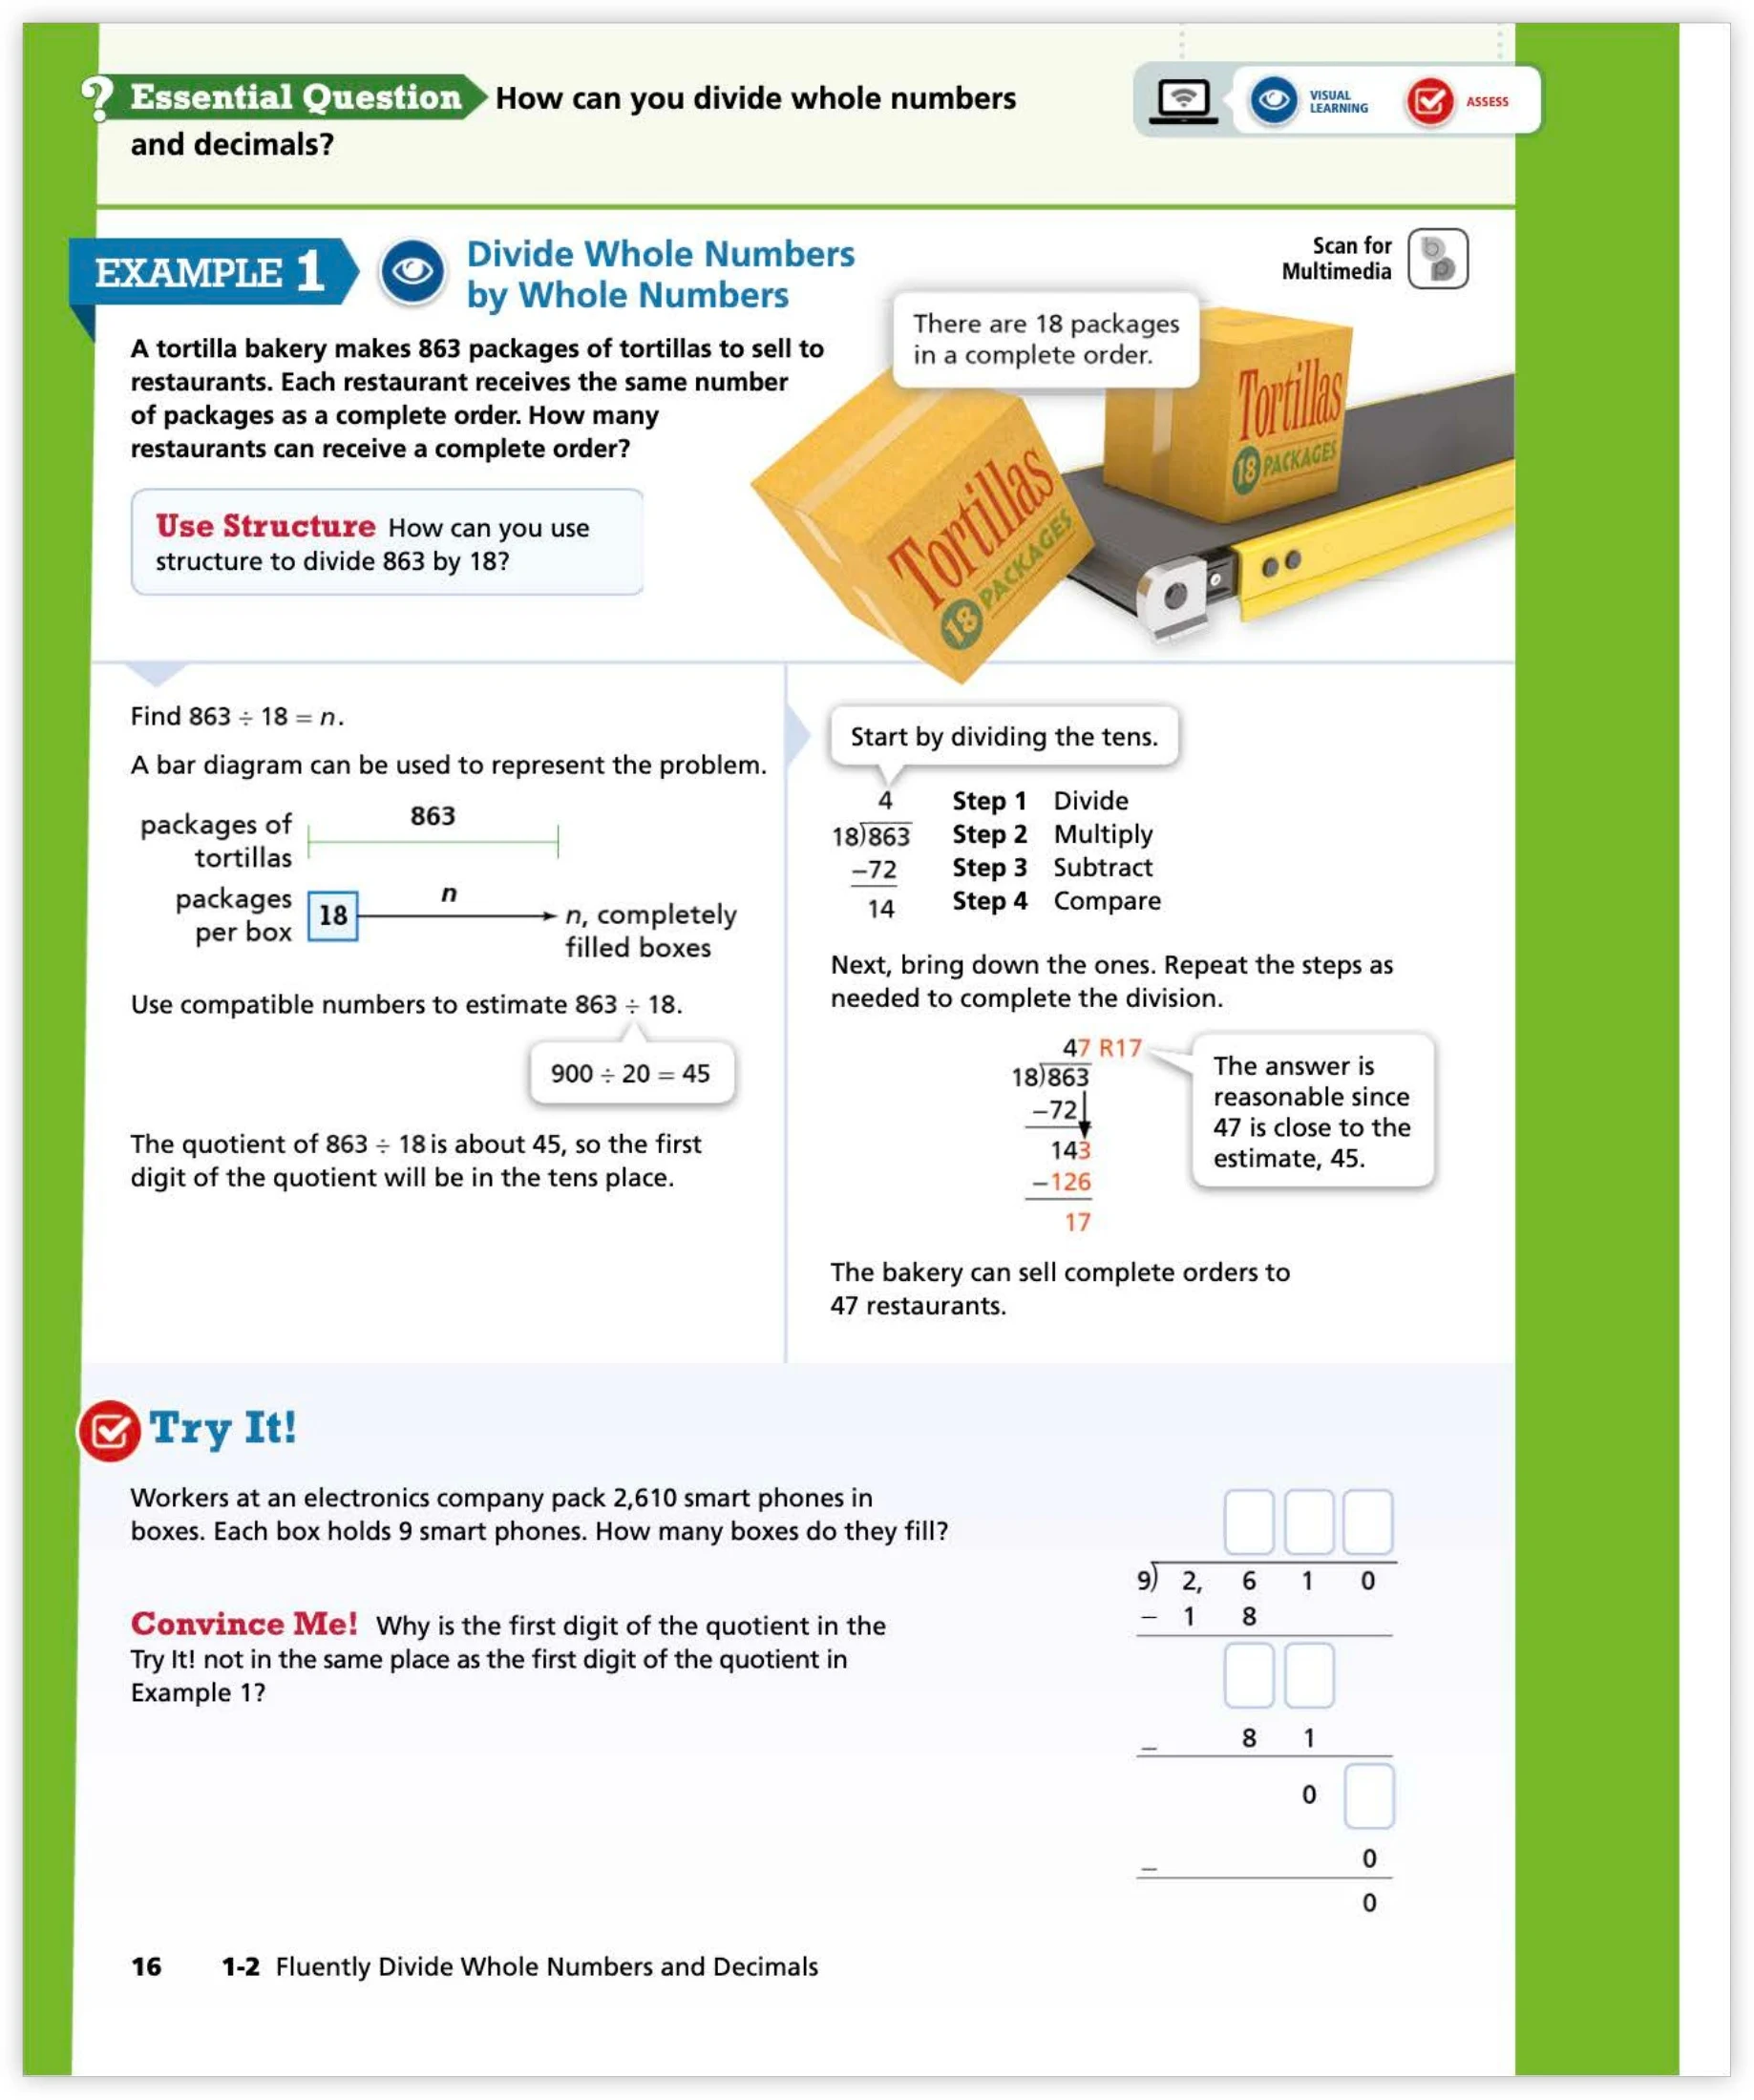 ? Essential Question How can you divide whole numbers
and decimals?
VISUAL
LEARNING
ASSESS
EXAMPLE 1
Divide Whole Numbers
by Whole Numbers
Scan for
Multimedia
A tortilla bakery makes 863 packages of tortillas to sell to
restaurants. Each restaurant receives the same number
of packages as a complete order. How many
restaurants can receive a complete order?
There are 18 packages
in a complete order.
Tortillas
18 PACKAGES
Tortillas
18 PACKAGES
Use Structure How can you use
structure to divide 863 by 18?
Find 863 ÷ 18 = n.
A bar diagram can be used to represent the problem.
packages of
tortillas
863
packages
per box
18
n
n, completely
filled boxes
Use compatible numbers to estimate 863 ÷ 18.
900 ÷ 20 = 45
The quotient of 863 ÷ 18 is about 45, so the first
digit of the quotient will be in the tens place.
Start by dividing the tens.
4
18)863
−72
14
Step 1 Divide
Step 2 Multiply
Step 3 Subtract
Step 4 Compare
Next, bring down the ones. Repeat the steps as
needed to complete the division.
47 R17
18)863
−72
143
−126
17
The answer is
reasonable since
47 is close to the
estimate, 45.
The bakery can sell complete orders to
47 restaurants.
Try It!
Workers at an electronics company pack 2,610 smart phones in
boxes. Each box holds 9 smart phones. How many boxes do they fill?
Convince Me! Why is the first digit of the quotient in the
Try It! not in the same place as the first digit of the quotient in
Example 1?
9) 2, 6 1 0
− 1 8
− 8 1
0
− 0
0
16 1-2 Fluently Divide Whole Numbers and Decimals